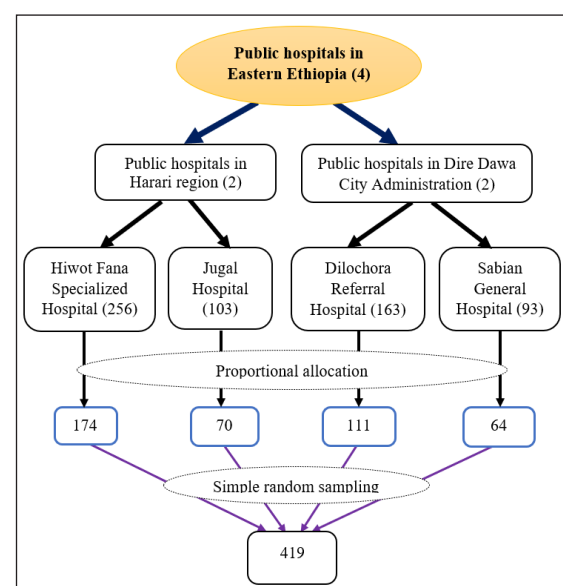 Public hospitals in
Eastern Ethiopia (4)
Public hospitals in
Harari region (2)
Public hospitals in Dire Dawa
City Administration (2)
Hiwot Fana
Specialized
Hospital (256)
Jugal
Hospital
(103)
Dilochora
Referral
Hospital (163)
Sabian
General
Hospital (93)
Proportional allocation
174
70
111
64
Simple random sampling
419